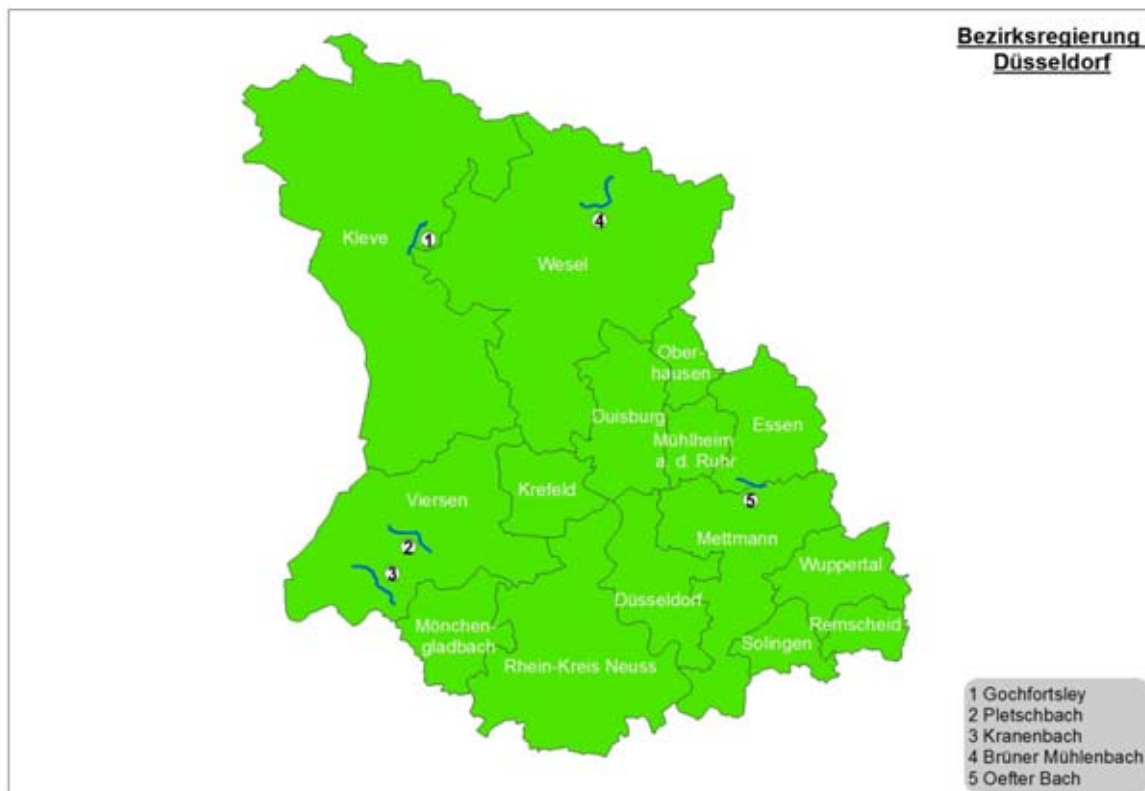 Bezirksregierung
Düsseldorf
4
Kleve
1
Wesel
Ober-
hausen
Duisburg
Essen
Mühlheim
a. d. Ruhr
Viersen
Krefeld
5
Mettmann
2
Wuppertal
3
Düsseldorf
Mönchen-
gladbach
Remscheid
Solingen
Rhein-Kreis Neuss
1 Gochfortsley
2 Pletschbach
3 Kranenbach
4 Brüner Mühlenbach
5 Oefter Bach